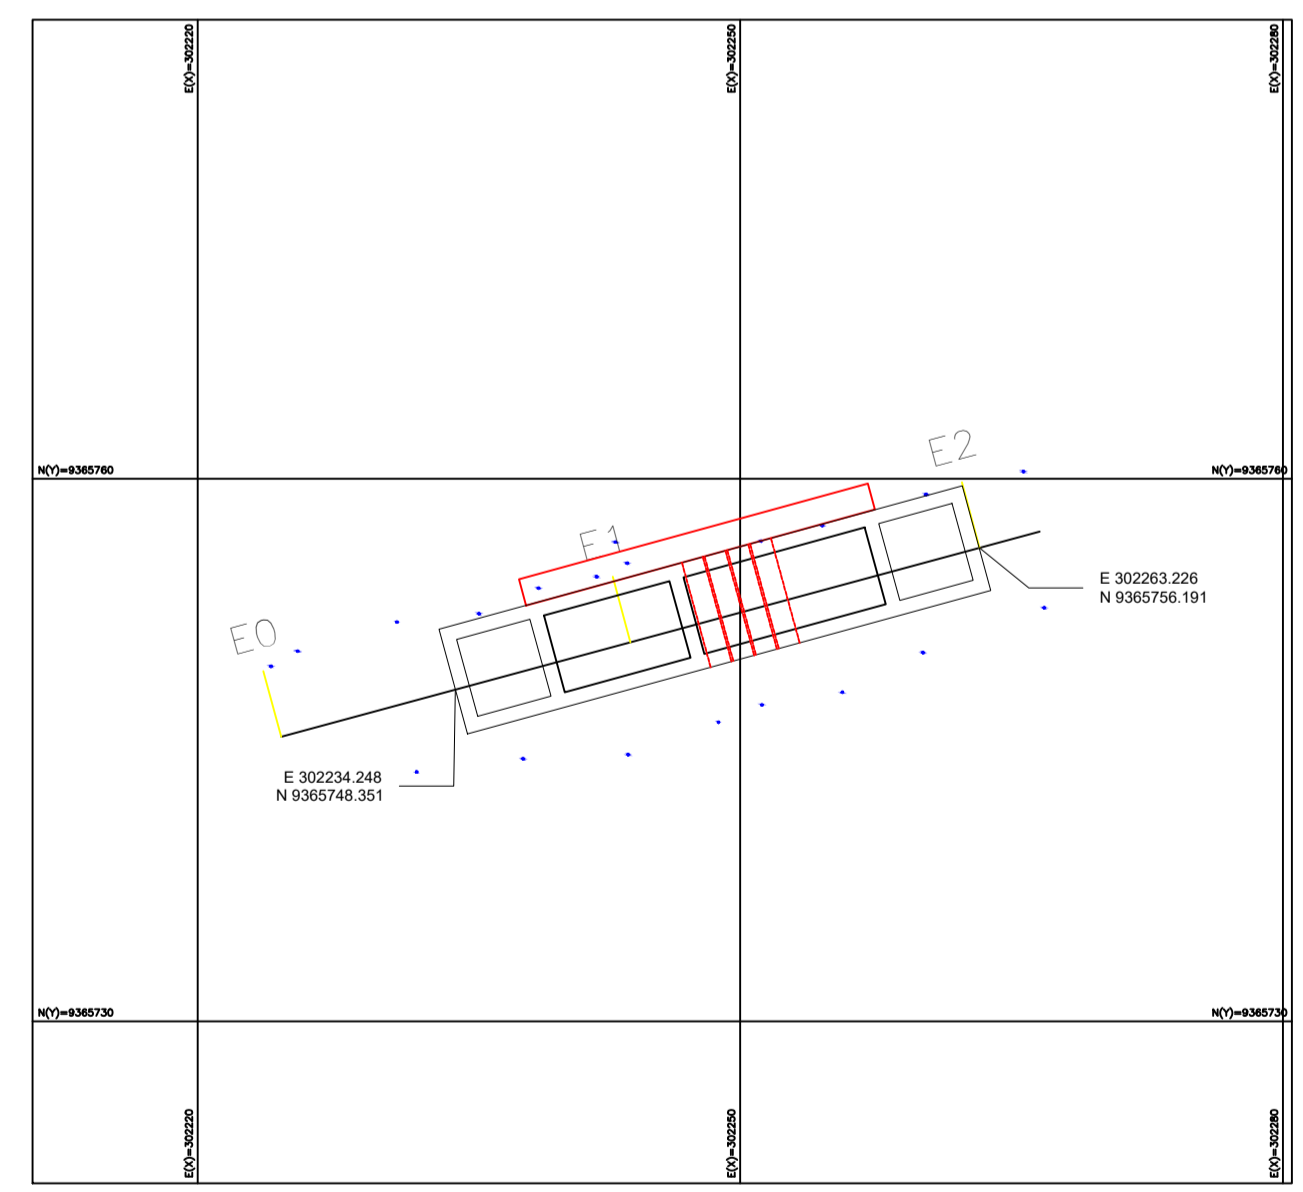 E(X)=302220
E(X)=302250
E(X)=302280
N(Y)=9365760
N(Y)=9365760
E2
E1
E0
E 302263.226
N 9365756.191
E 302234.248
N 9365748.351
N(Y)=9365730
N(Y)=9365730
E(X)=302220
E(X)=302250
E(X)=302280